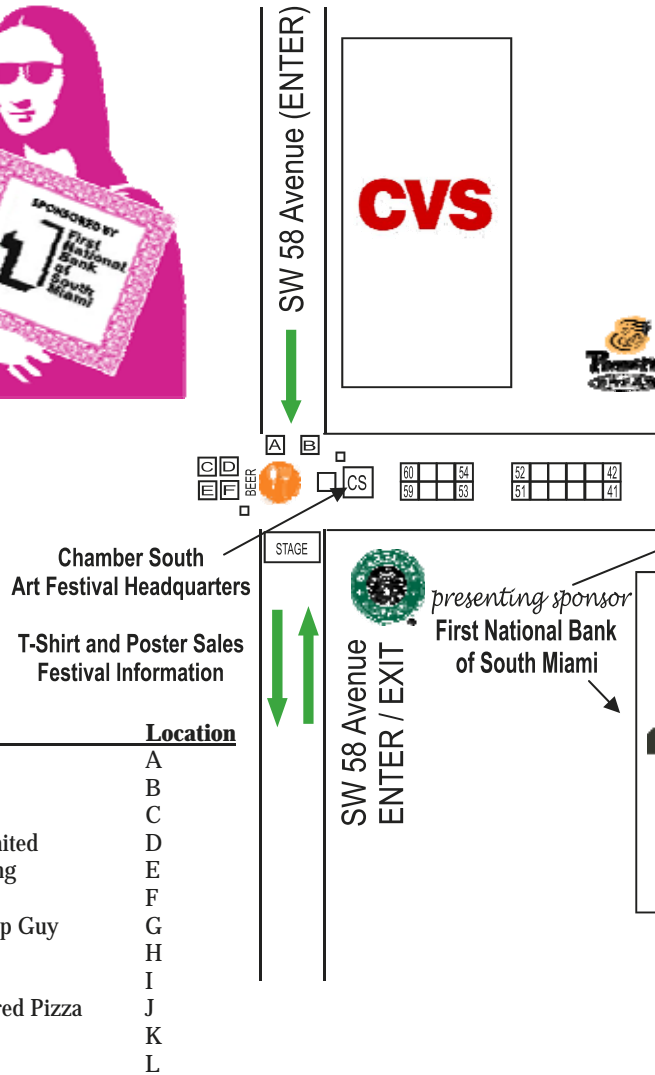 SPONSORED BY
First
National
Bank
of
South
Miami
SW 58 Avenue (ENTER)
CVS
A B
C D
E F
BEER
CS
60 54
59 53
52 42
51 41
STAGE
Chamber South
Art Festival Headquarters
T-Shirt and Poster Sales
Festival Information
presenting sponsor
First National Bank
of South Miami
SW 58 Avenue
ENTER / EXIT
Location
A
B
C
D
E
F
p Guy G
H
I
red Pizza J
K
L